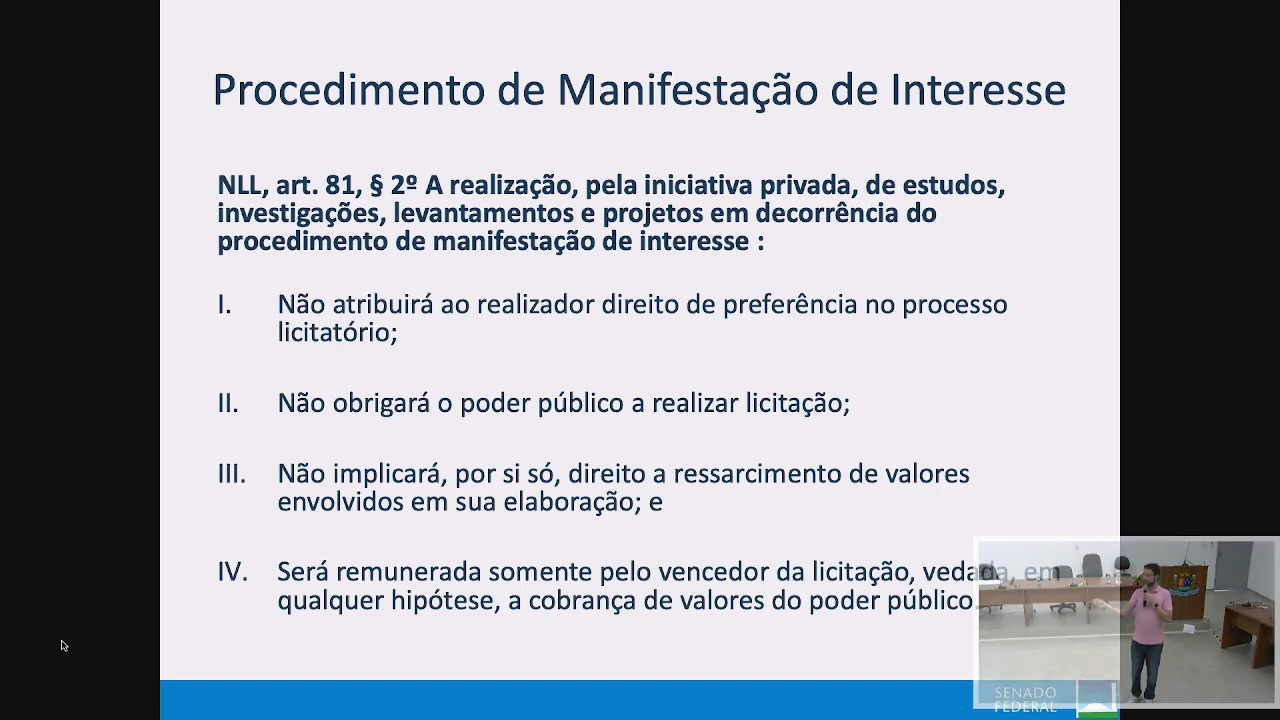 Procedimento de Manifestação de Interesse
NLL, art. 81, § 2º A realização, pela iniciativa privada, de estudos,
investigações, levantamentos e projetos em decorrência do
procedimento de manifestação de interesse :
I. Não atribuirá ao realizador direito de preferência no processo
licitatório;
II. Não obrigará o poder público a realizar licitação;
III. Não implicará, por si só, direito a ressarcimento de valores
envolvidos em sua elaboração; e
IV. Será remunerada somente pelo vencedor da licitação, vedada, em
qualquer hipótese, a cobrança de valores do poder público.
SENADO
FEDERAL